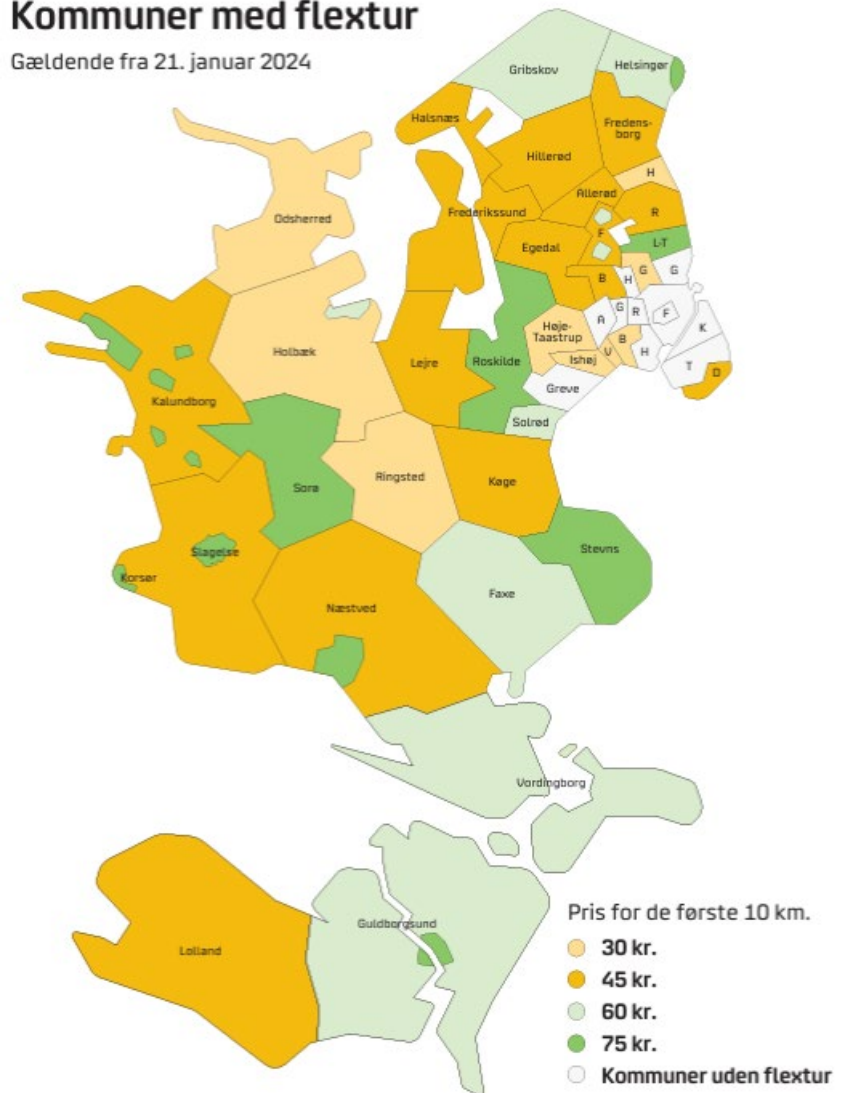 Kommuner med flextur
Gældende fra 21. januar 2024
Gribskov
Helsingør
Halsnæs
Fredens-
borg
Hillerød
H
Allerød
Odsherred
Frederikssund
R
F
Egedal
L-T
B
H
G
G
Høje-
Taastrup
A
G
R
F
K
Holbæk
Lejre
Roskilde
Ishøj
V
B
H
T
D
Greve
Kalundborg
Solrød
Ringsted
Køge
Sorø
Slagelse
Stevns
Korsør
Faxe
Næstved
Vordingborg
Guldborgsund
Lolland
Pris for de første 10 km.
30 kr.
45 kr.
60 kr.
75 kr.
Kommuner uden flextur